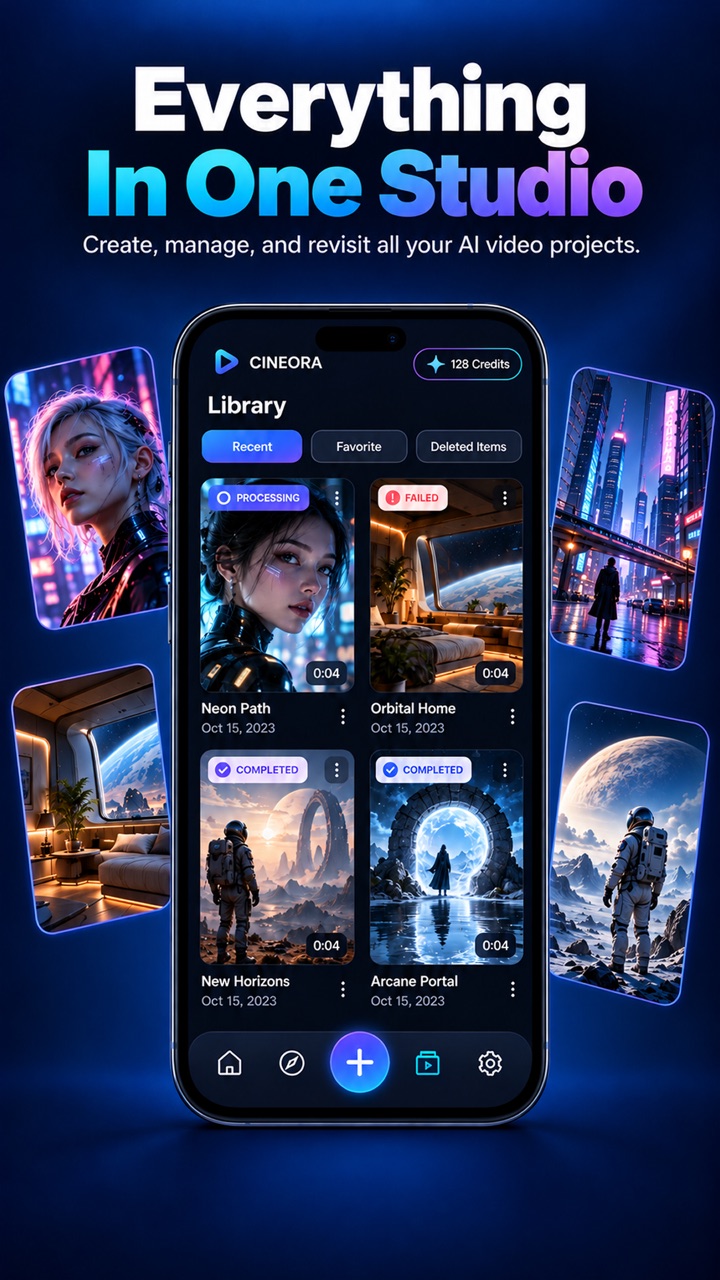 Everything
In One Studio
Create, manage, and revisit all your AI video projects.
CINEORA
128 Credits
Library
Recent
Favorite
Deleted Items
PROCESSING
FAILED
0:04
0:04
Neon Path
Orbital Home
Oct 15, 2023
Oct 15, 2023
COMPLETED
COMPLETED
0:04
0:04
New Horizons
Arcane Portal
Oct 15, 2023
Oct 15, 2023